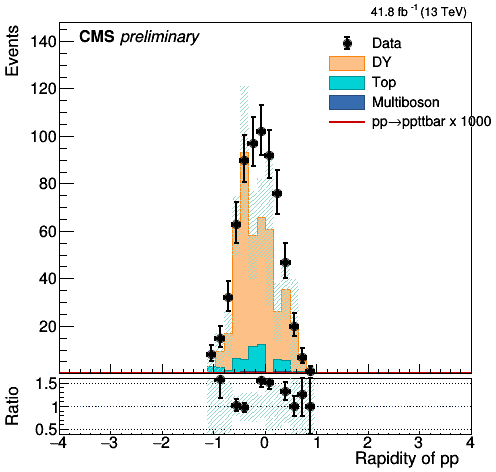 41.8 fb⁻¹ (13 TeV)
CMS preliminary
Events
140
120
100
80
60
40
20
Data
DY
Top
Multiboson
pp→ppttbar x 1000
Ratio
1.5
1
0.5
−4 −3 −2 −1 0 1 2 3 4
Rapidity of pp